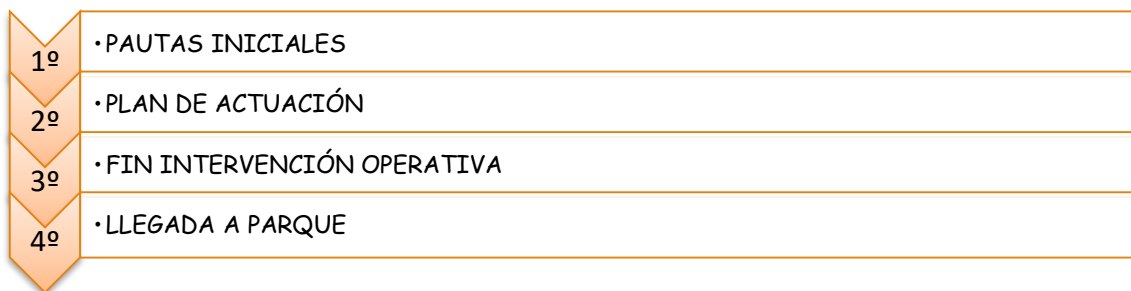 1º
·PAUTAS INICIALES
2º
·PLAN DE ACTUACIÓN
3º
·FIN INTERVENCIÓN OPERATIVA
4º
·LLEGADA A PARQUE